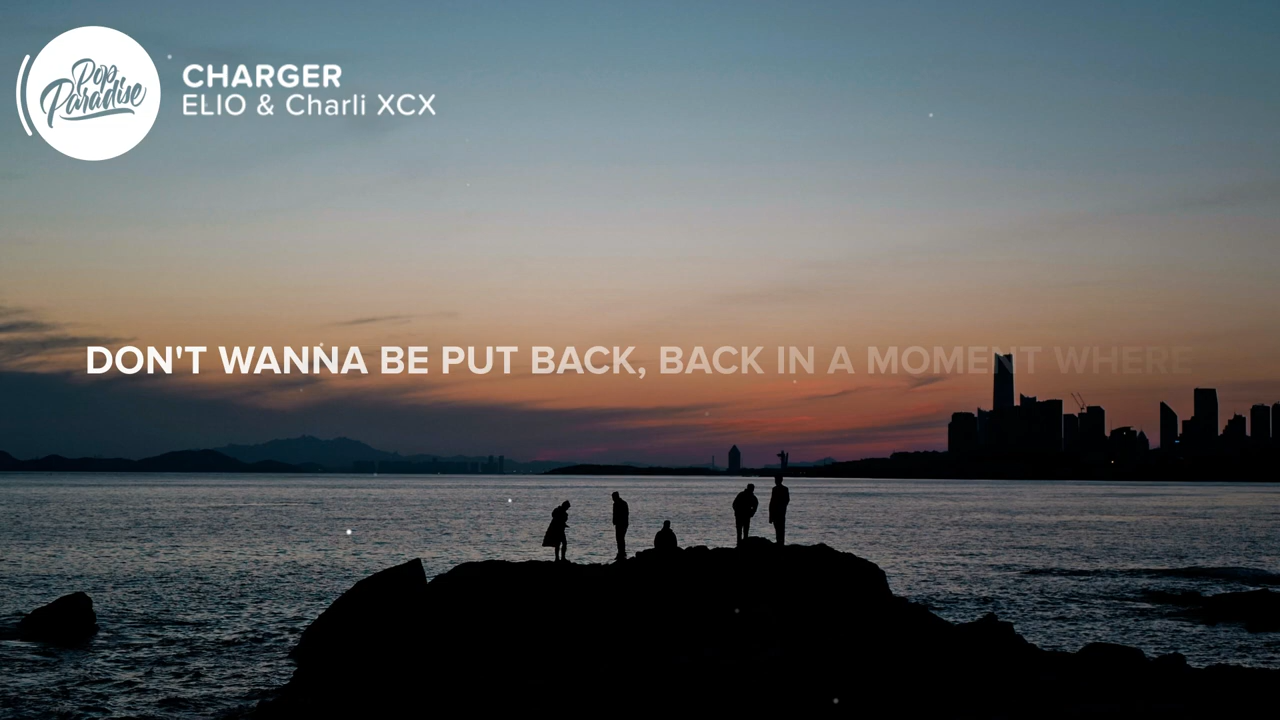 Pop
Paradise
CHARGER
ELIO & Charli XCX
DON'T WANNA BE PUT BACK, BACK IN A MOMENT WHERE